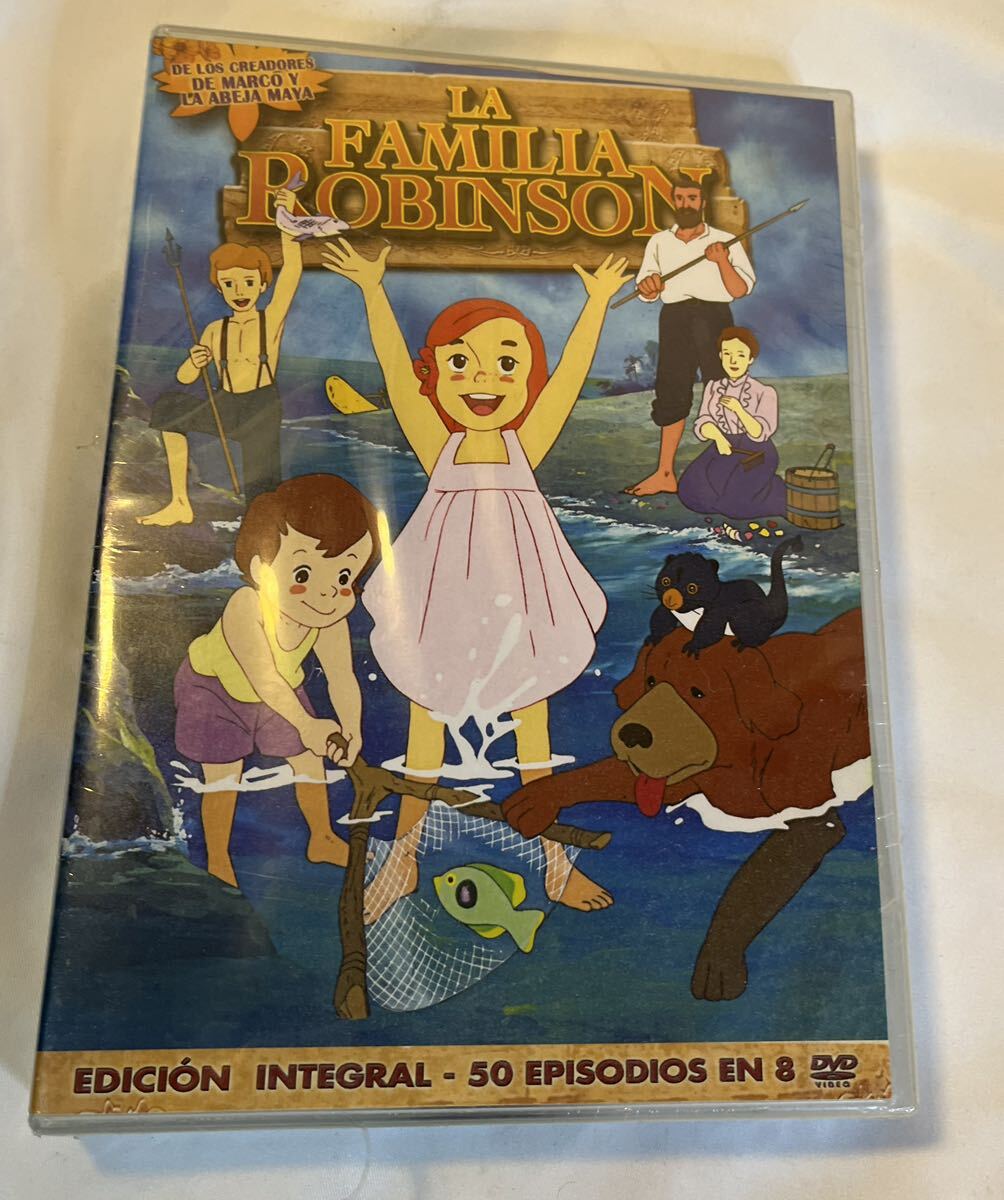 DE LOS CREADORES
DE MARCO Y
LA ABEJA MAYA
LA
FAMILIA
ROBINSON
EDICIÓN INTEGRAL - 50 EPISODIOS EN 8 DVD
VIDEO